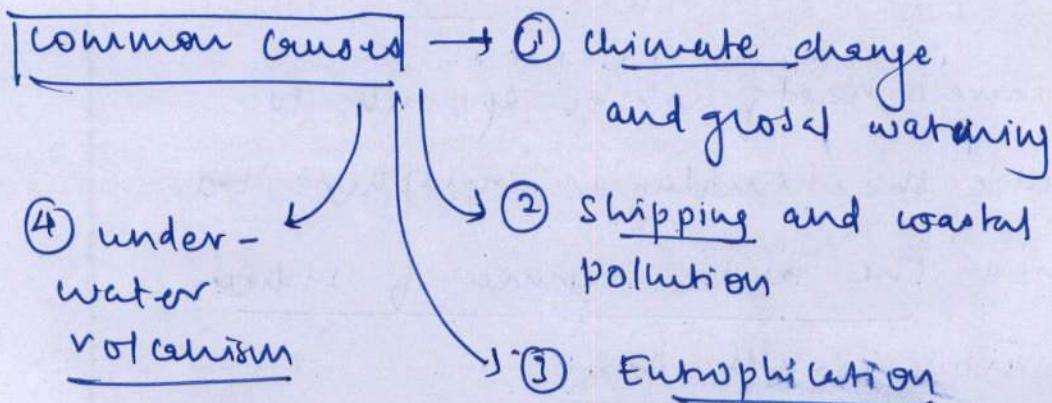 common causes → ① climate change
and global warming
② shipping and coastal
pollution
③ Eutrophication
④ under-
water
volcanism